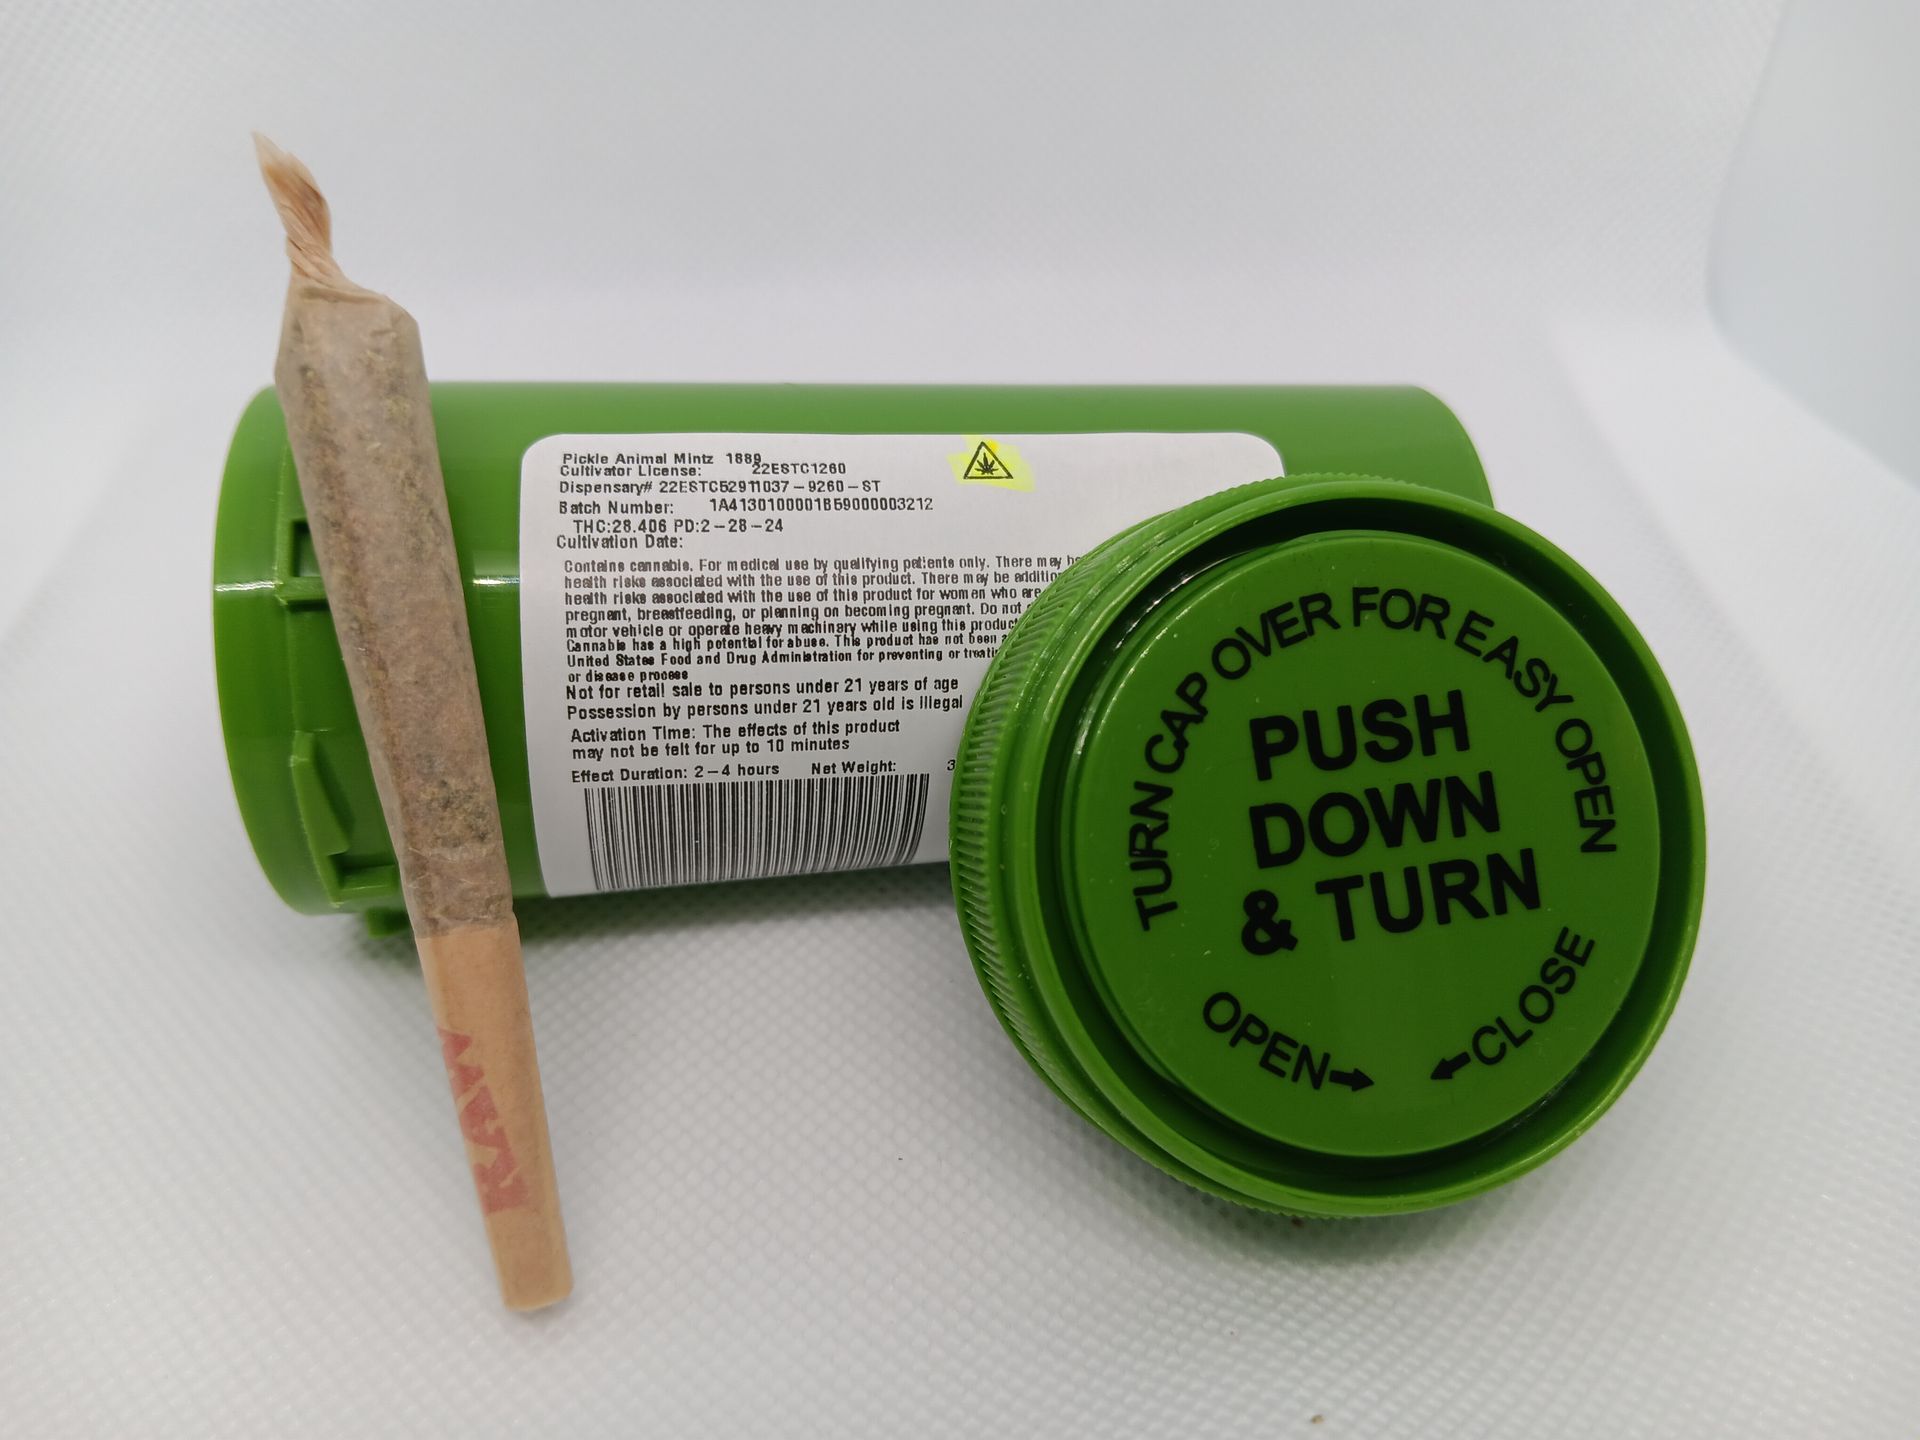 Pickle Animal Mintz 1889
Cultivator License: 22ESTC1260
Dispensary# 22ESTC52911037-9260-ST
Batch Number: 1A4130100001B59000003212
THC:28.406 PD:2-28-24
Cultivation Date:
Contains cannabis. For medical use by qualifying patients only. There may
health risks associated with the use of this product. There may be
health risks associated with the use of this product for women who are
pregnant, breastfeeding, or planning on becoming pregnant. Do not
motor vehicle or operate heavy machinery while using this product
Cannabis has a high potential for abuse. This product has not been
United States Food and Drug Administration for preventing or
or disease process
Not for retail sale to persons under 21 years of age
Possession by persons under 21 years old is illegal
Activation Time: The effects of this product
may not be felt for up to 10 minutes
Effect Duration: 2-4 hours Net Weight: 3
TURN CAP OVER FOR EASY OPEN
PUSH
DOWN
& TURN
OPEN→
←CLOSE
RAW